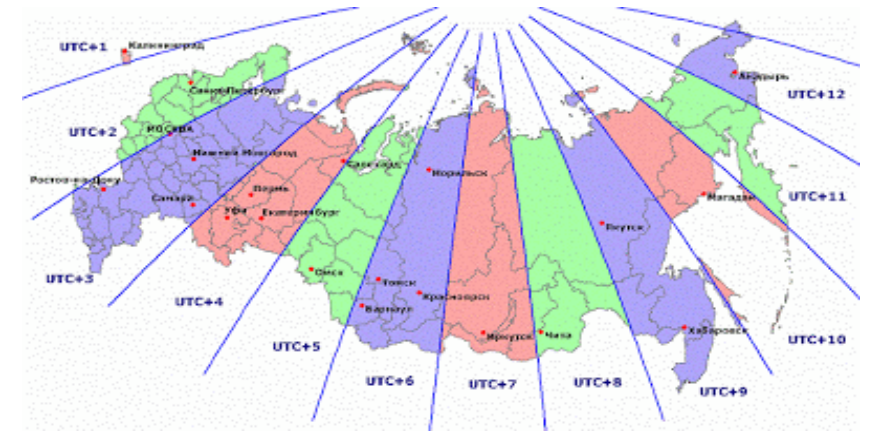 UTC+1
Калининград
Санкт-Петербург
UTC+2
МОСКВА
Нижний Новгород
Ростов-на-Дону
Самара
Пермь
Уфа
Екатеринбург
Салехард
Норильск
Анадырь
UTC+12
Магадан
UTC+11
Якутск
UTC+3
UTC+4
Омск
Томск
Красноярск
Барнаул
Иркутск
Чита
Хабаровск
UTC+10
UTC+5
UTC+6
UTC+7
UTC+8
UTC+9